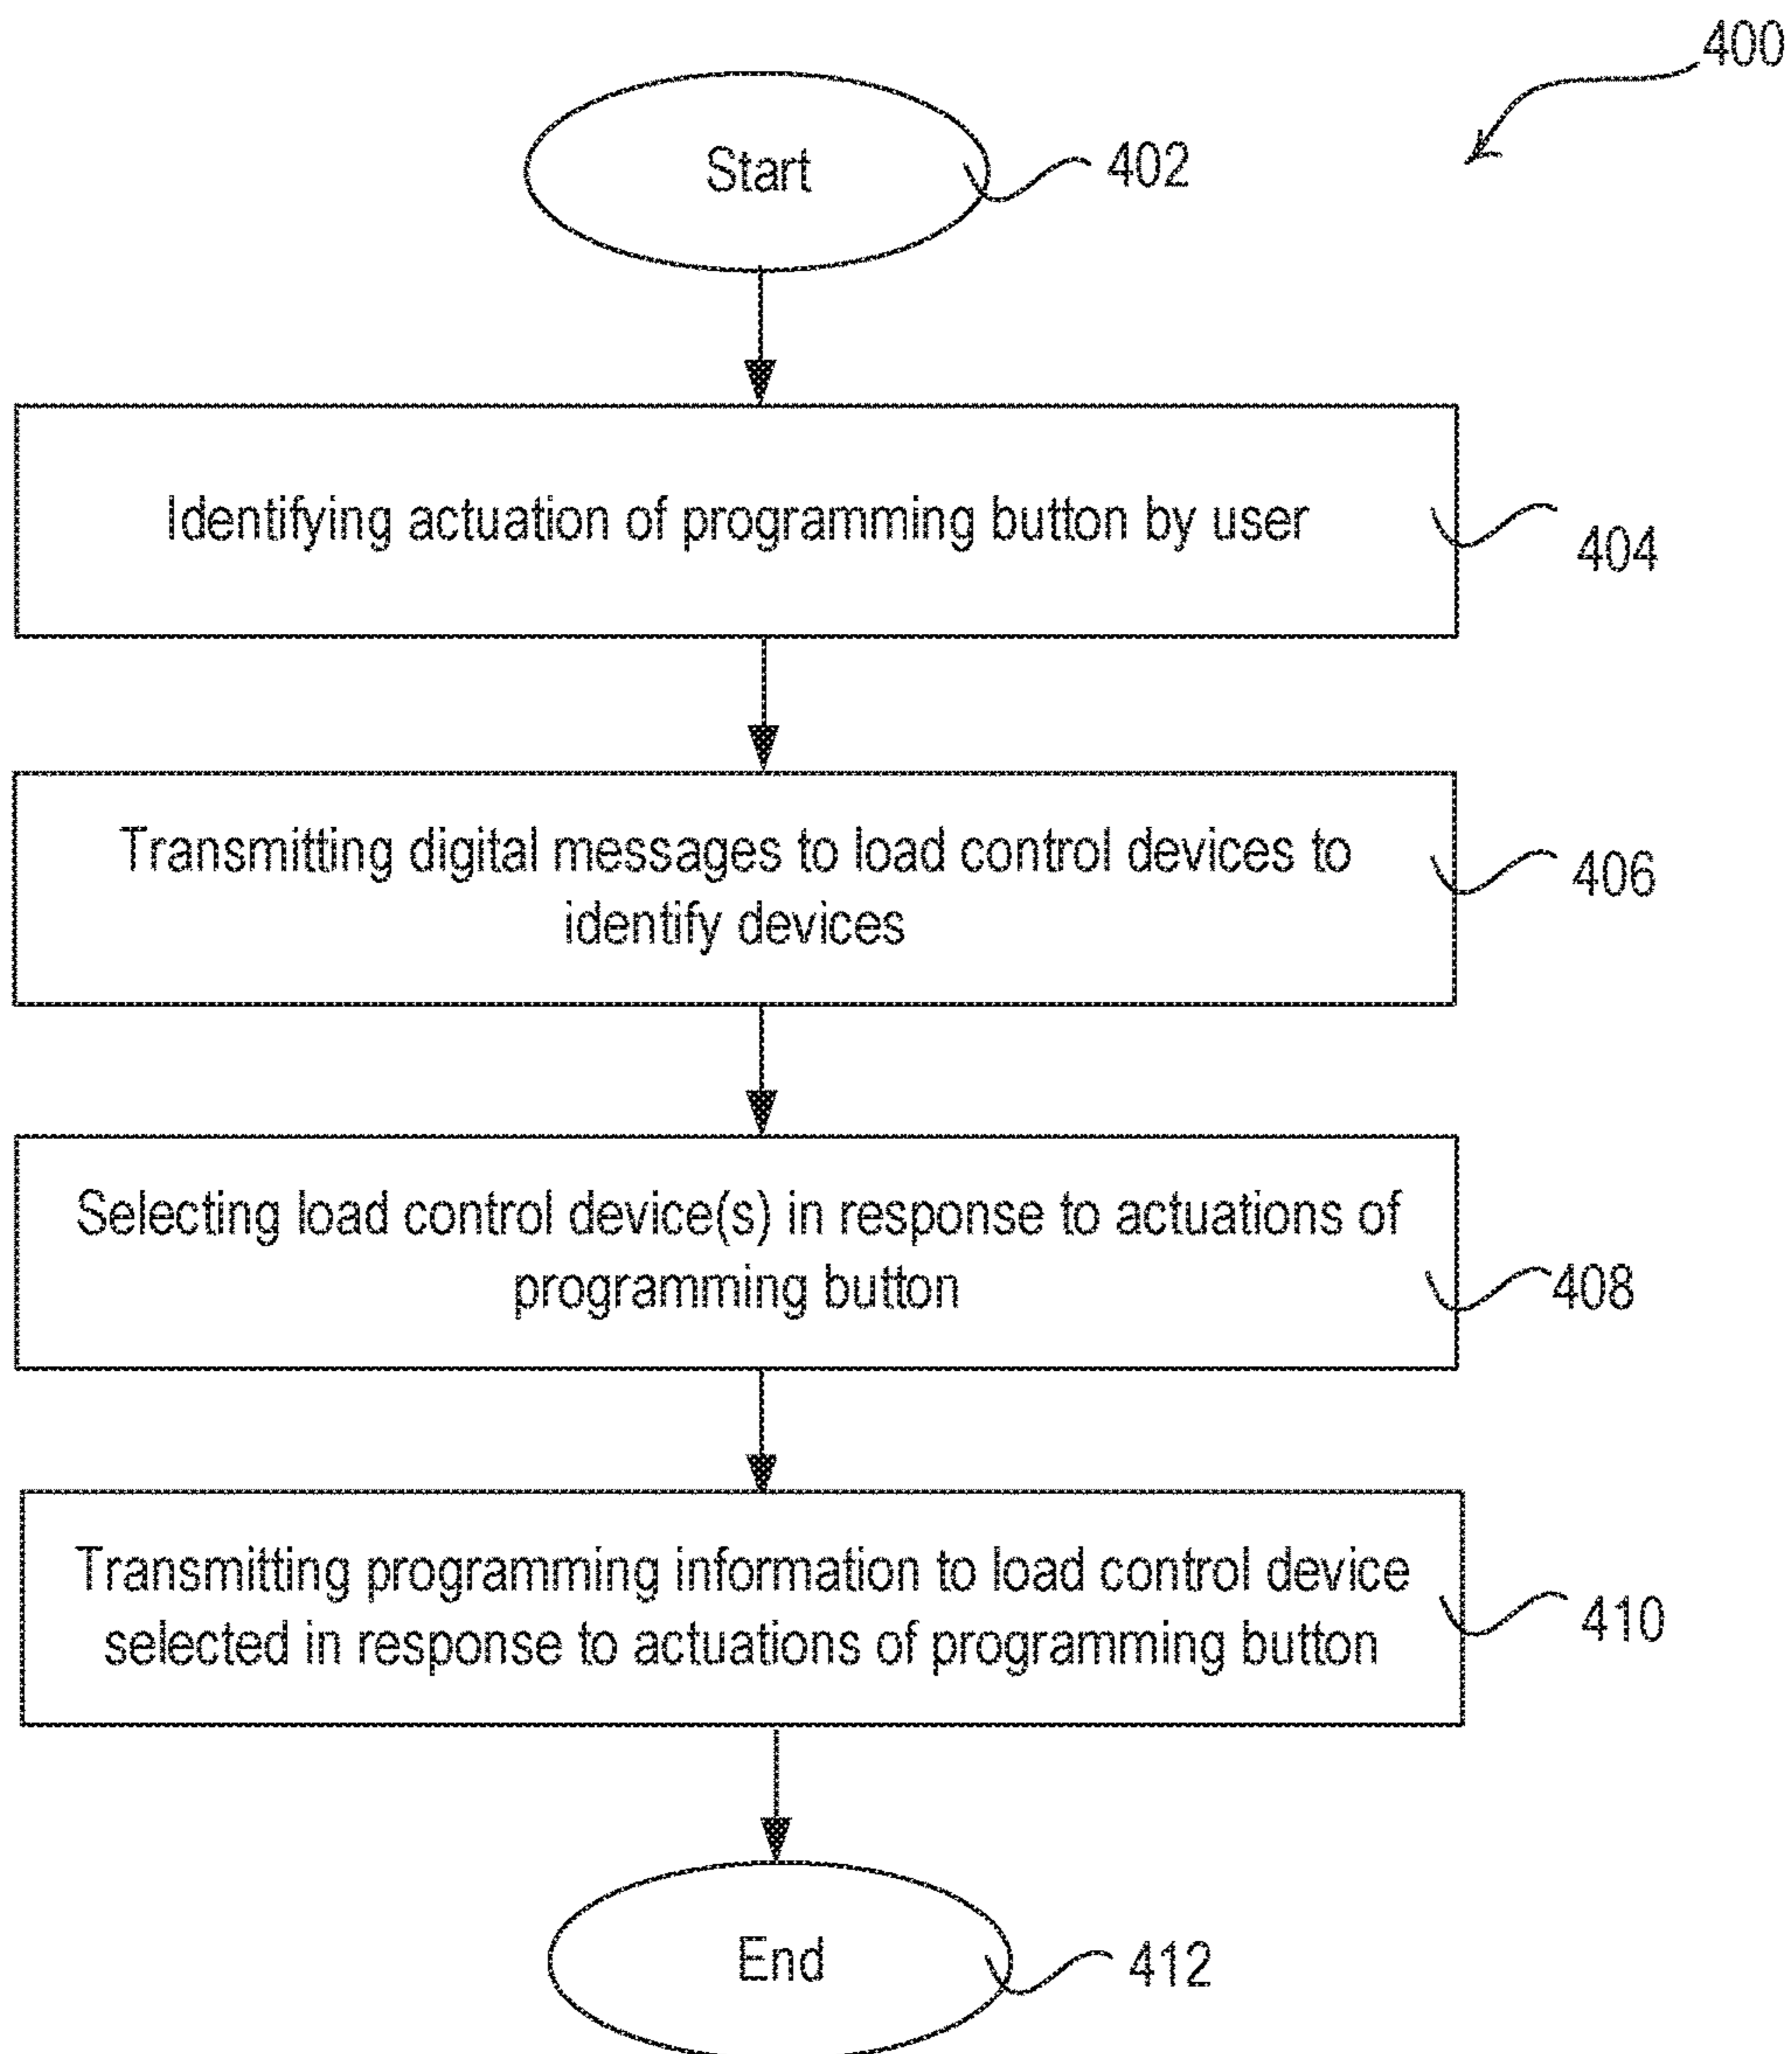 400
Start
402
Identifying actuation of programming button by user
404
Transmitting digital messages to load control devices to
identify devices
406
Selecting load control device(s) in response to actuations of
programming button
408
Transmitting programming information to load control device
selected in response to actuations of programming button
410
End
412